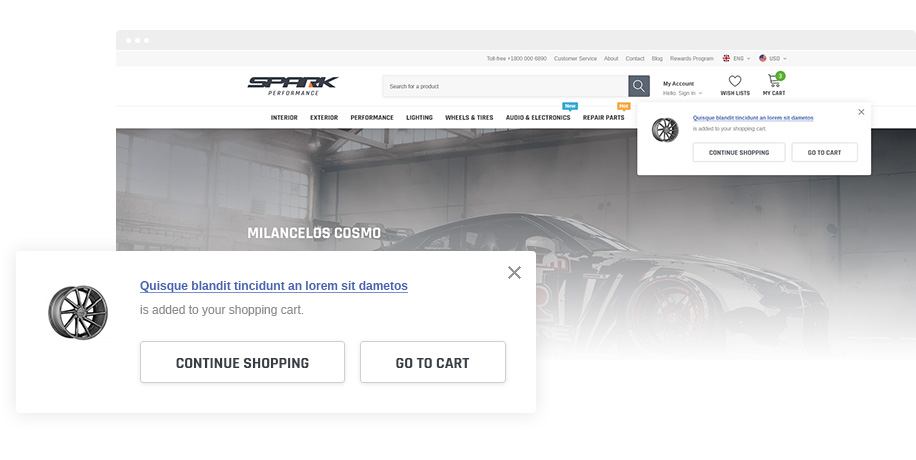 Toll-free +1800 000 6890 Customer Service About Contact Blog Rewards Program ENG USD
SPARK
PERFORMANCE
Search for a product
My Account
Hello. Sign in
WISH LISTS
3
MY CART
New
Hot
INTERIOR EXTERIOR PERFORMANCE LIGHTING WHEELS & TIRES AUDIO & ELECTRONICS REPAIR PARTS
Quisque blandit tincidunt an lorem sit dametos
is added to your shopping cart.
CONTINUE SHOPPING GO TO CART
MILANCELOS COSMO
Quisque blandit tincidunt an lorem sit dametos
is added to your shopping cart.
CONTINUE SHOPPING GO TO CART